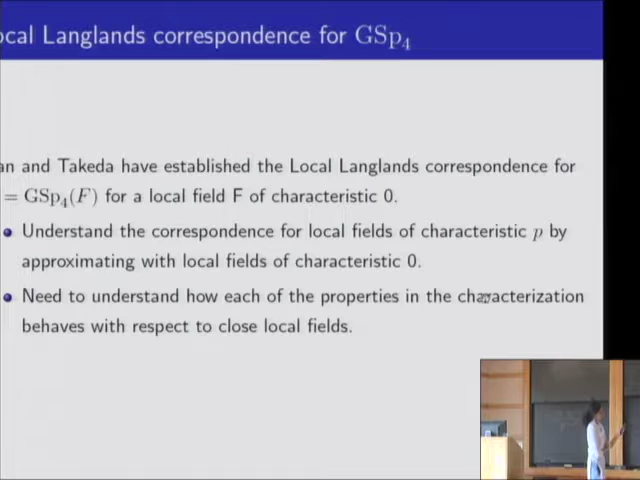 ocal Langlands correspondence for GSp₄
an and Takeda have established the Local Langlands correspondence for
= GSp₄(F) for a local field F of characteristic 0.
Understand the correspondence for local fields of characteristic p by
approximating with local fields of characteristic 0.
Need to understand how each of the properties in the characterization
behaves with respect to close local fields.